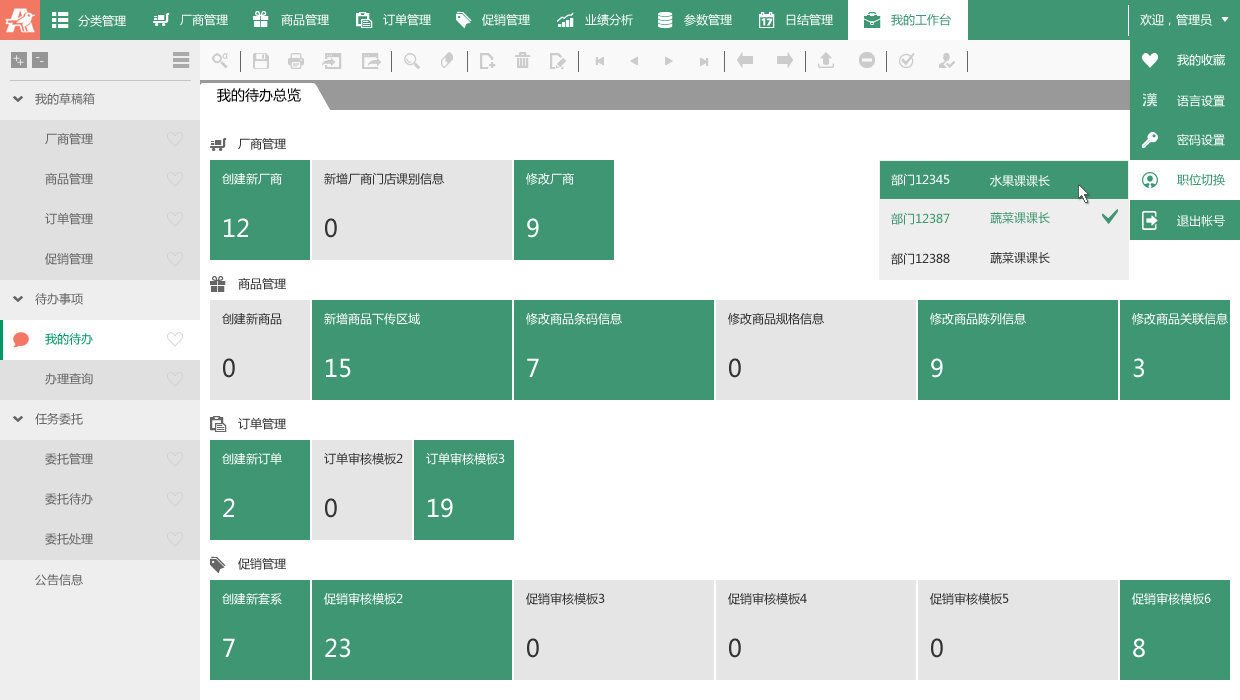 分类管理 厂商管理 商品管理 订单管理 促销管理 业绩分析 参数管理 日结管理 我的工作台 欢迎，管理员
我的收藏
漢 语言设置
密码设置
职位切换
退出帐号
我的草稿箱
厂商管理
商品管理
订单管理
促销管理
待办事项
我的待办
办理查询
任务委托
委托管理
委托待办
委托处理
公告信息
我的待办总览
厂商管理
创建新厂商 新增厂商门店课别信息 修改厂商
12 0 9
部门12345 水果课课长
部门12387 蔬菜课课长
部门12388 蔬菜课课长
商品管理
创建新商品 新增商品下传区域 修改商品条码信息 修改商品规格信息 修改商品陈列信息 修改商品关联信息
0 15 7 0 9 3
订单管理
创建新订单 订单审核模板2 订单审核模板3
2 0 19
促销管理
创建新套系 促销审核模板2 促销审核模板3 促销审核模板4 促销审核模板5 促销审核模板6
7 23 0 0 0 8